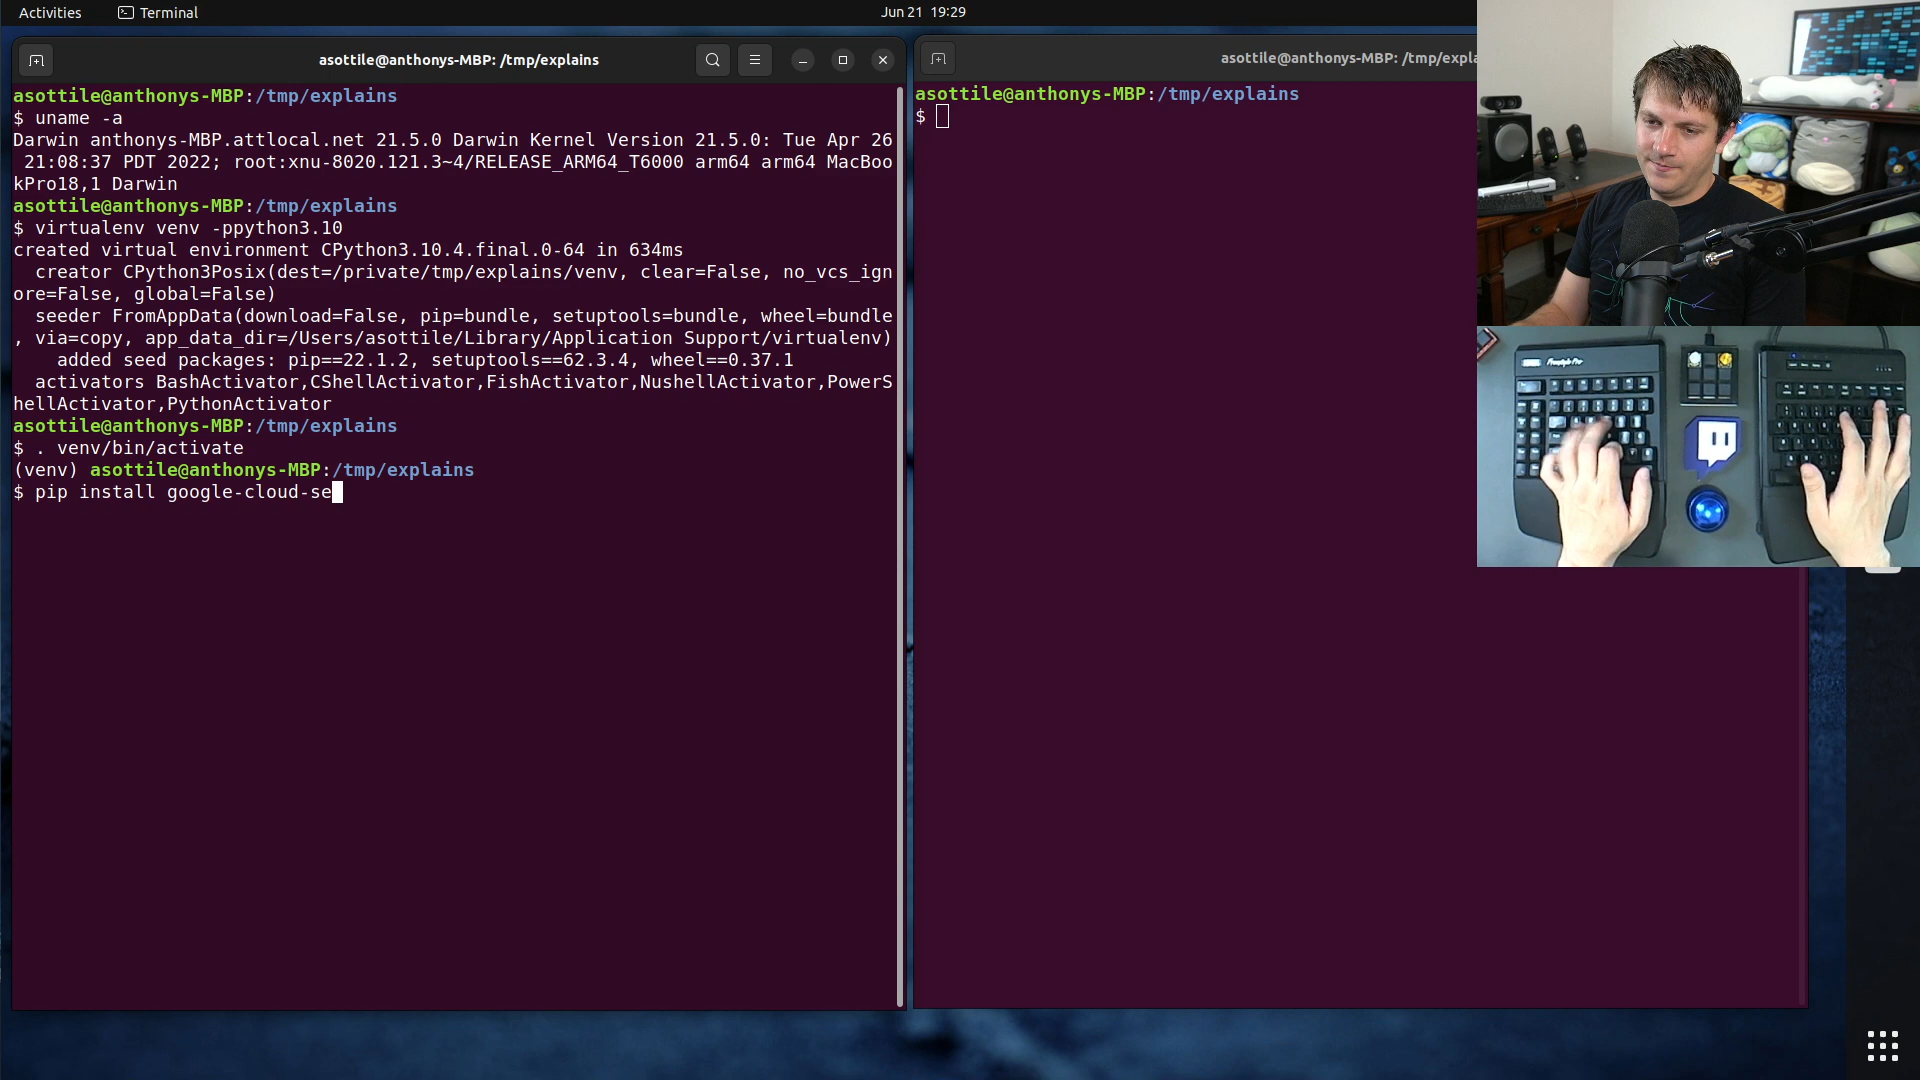 Activities
Terminal
Jun 21 19:29
asottile@anthonys-MBP: /tmp/explains
asottile@anthonys-MBP:/tmp/explains
$ uname -a
Darwin anthonys-MBP.attlocal.net 21.5.0 Darwin Kernel Version 21.5.0: Tue Apr 26
21:08:37 PDT 2022; root:xnu-8020.121.3~4/RELEASE_ARM64_T6000 arm64 arm64 MacBoo
kPro18,1 Darwin
asottile@anthonys-MBP:/tmp/explains
$ virtualenv venv -ppython3.10
created virtual environment CPython3.10.4.final.0-64 in 634ms
creator CPython3Posix(dest=/private/tmp/explains/venv, clear=False, no_vcs_ign
ore=False, global=False)
seeder FromAppData(download=False, pip=bundle, setuptools=bundle, wheel=bundle
, via=copy, app_data_dir=/Users/asottile/Library/Application Support/virtualenv)
added seed packages: pip==22.1.2, setuptools==62.3.4, wheel==0.37.1
activators BashActivator,CShellActivator,FishActivator,NushellActivator,PowerS
hellActivator,PythonActivator
asottile@anthonys-MBP:/tmp/explains
$ . venv/bin/activate
(venv) asottile@anthonys-MBP:/tmp/explains
$ pip install google-cloud-se
asottile@anthonys-MBP: /tmp/expla
asottile@anthonys-MBP:/tmp/explains
$
Freestyle Pro